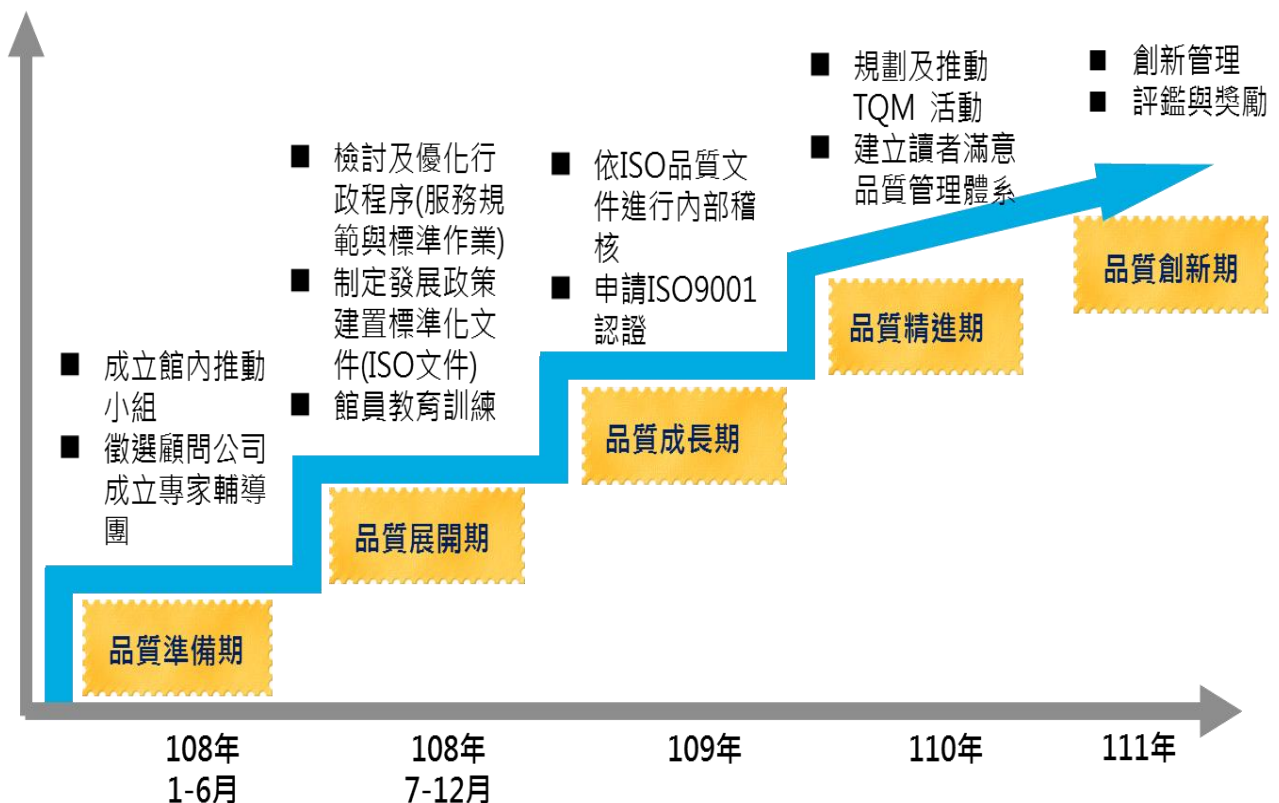 成立館內推動
小組
徵選顧問公司
成立專家輔導
團
品質準備期
108年
1-6月
檢討及優化行
政程序(服務規
範與標準作業)
制定發展政策
建置標準化文
件(ISO文件)
館員教育訓練
品質展開期
108年
7-12月
依ISO品質文
件進行內部稽
核
申請ISO9001
認證
品質成長期
109年
規劃及推動
TQM 活動
建立讀者滿意
品質管理體系
品質精進期
110年
創新管理
評鑑與獎勵
品質創新期
111年